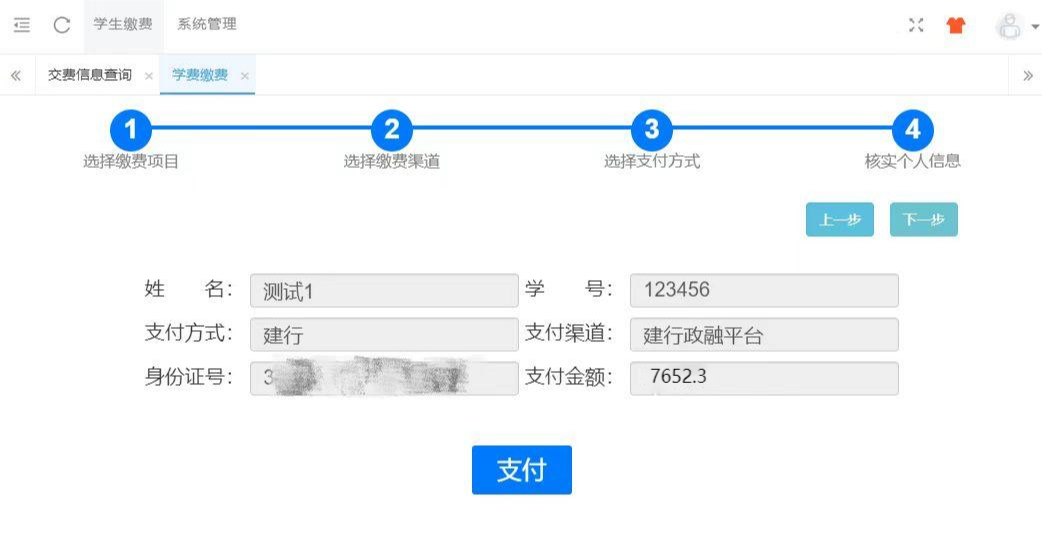 学生缴费 系统管理
交费信息查询 学费缴费
1 2 3 4
选择缴费项目 选择缴费渠道 选择支付方式 核实个人信息
上一步 下一步
姓 名： 测试1 学 号： 123456
支付方式： 建行 支付渠道： 建行政融平台
身份证号： 3 支付金额： 7652.3
支付